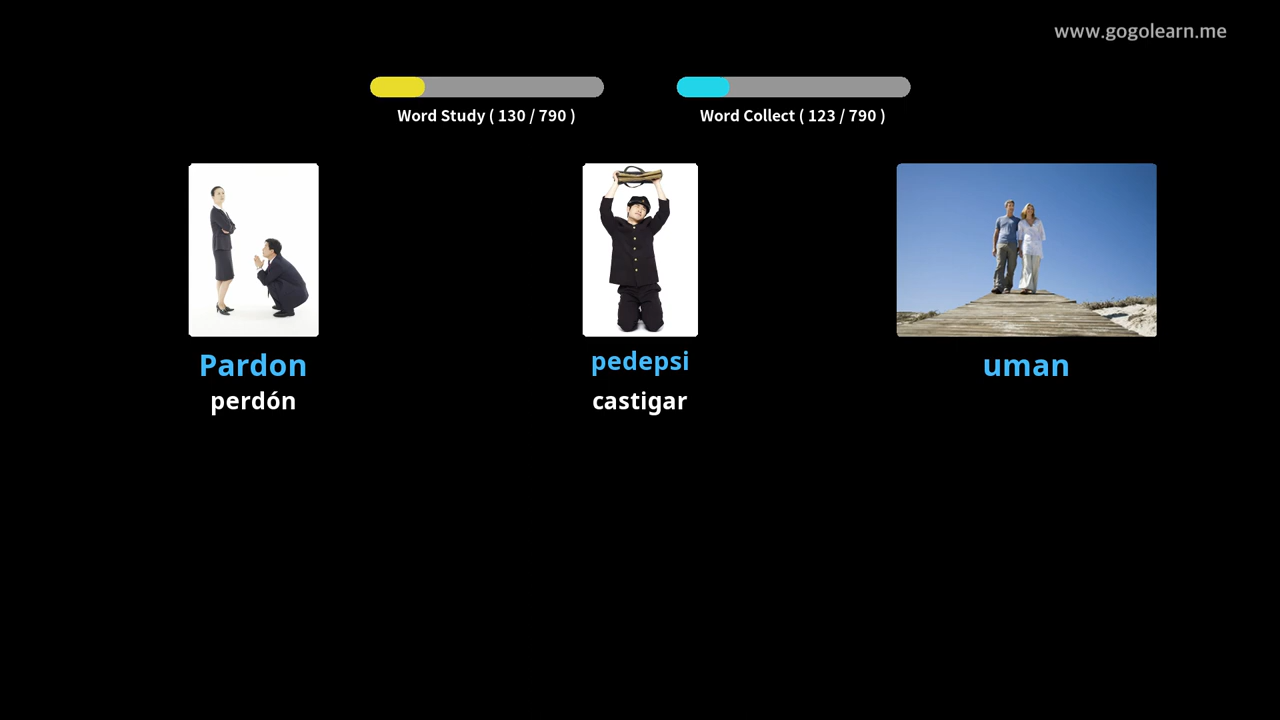 www.gogolearn.me
Word Study ( 130 / 790 )
Word Collect ( 123 / 790 )
Pardon
perdón
pedepsi
castigar
uman